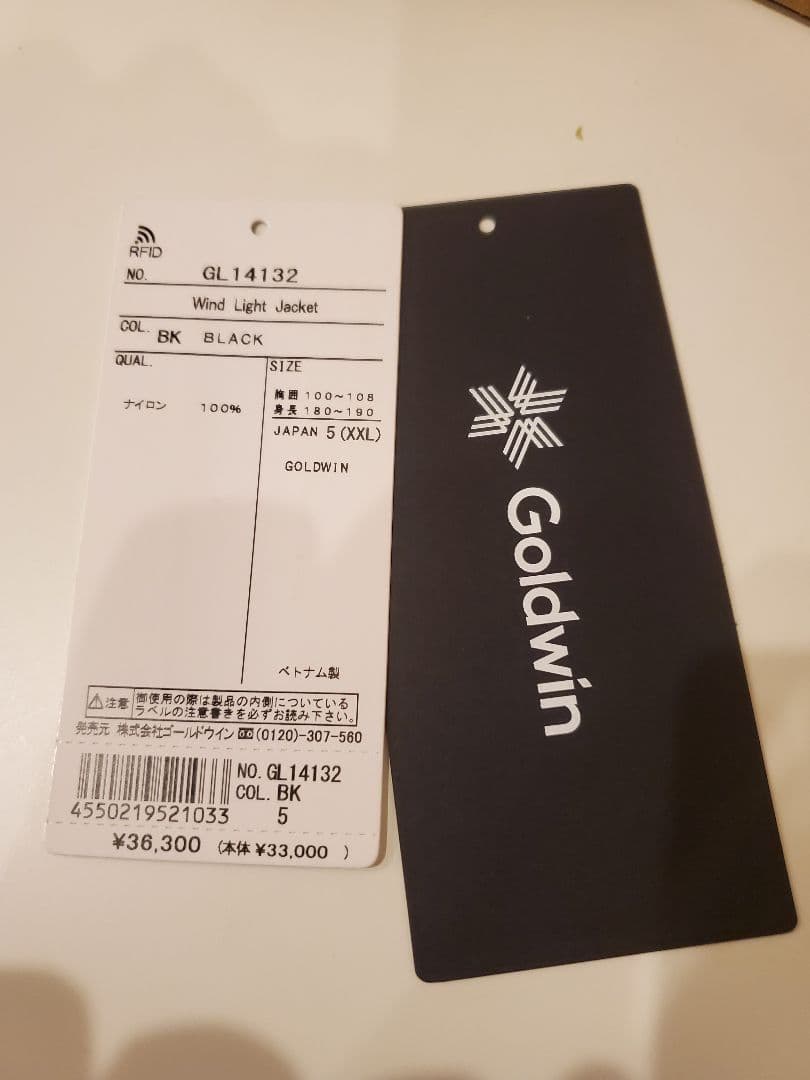 RFID
NO. GL14132
Wind Light Jacket
COL. BK BLACK
QUAL. SIZE
ナイロン 100%
胸囲 100~108
身長 180~190
JAPAN 5 (XXL)
GOLDWIN
ベトナム製
注意 御使用の際は製品の内側についている
ラベルの注意書きを必ずお読み下さい。
発売元 株式会社ゴールドウイン (0120)-307-560
NO. GL14132
COL. BK
4550219521033 5
¥36,300 (本体 ¥33,000 )
Goldwin